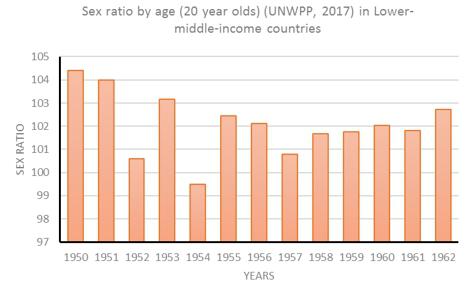 Sex ratio by age (20 year olds) (UNWPP, 2017) in Lower-
middle-income countries
105
104
103
102
101
100
99
98
97
SEX RATIO
1950 1951 1952 1953 1954 1955 1956 1957 1958 1959 1960 1961 1962
YEARS